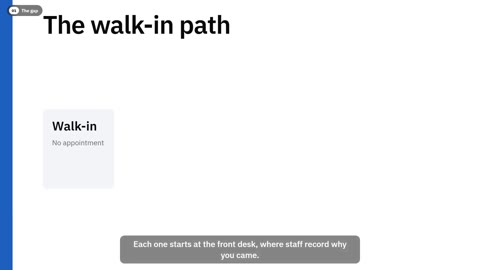 01 The gap
The walk-in path
Walk-in
No appointment
Each one starts at the front desk, where staff record why
you came.